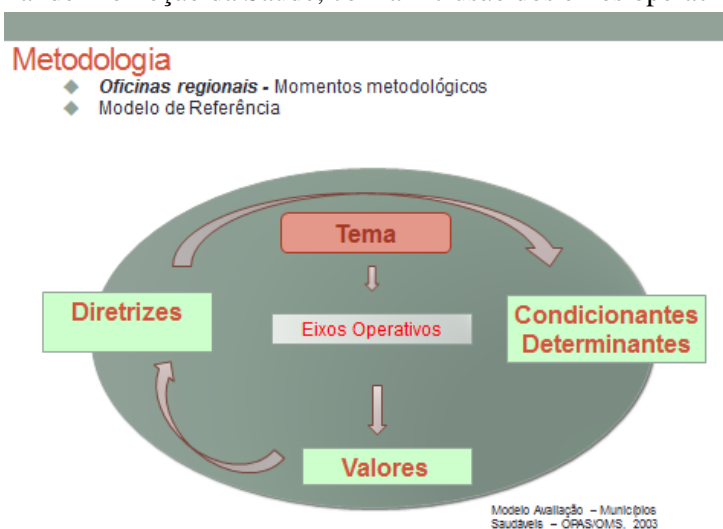 Metodologia
Oficinas regionais - Momentos metodológicos
Modelo de Referência
Tema
Diretrizes
Eixos Operativos
Condicionantes
Determinantes
Valores
Modelo Avaliação – Municípios
Saudáveis – OPAS/OMS. 2003